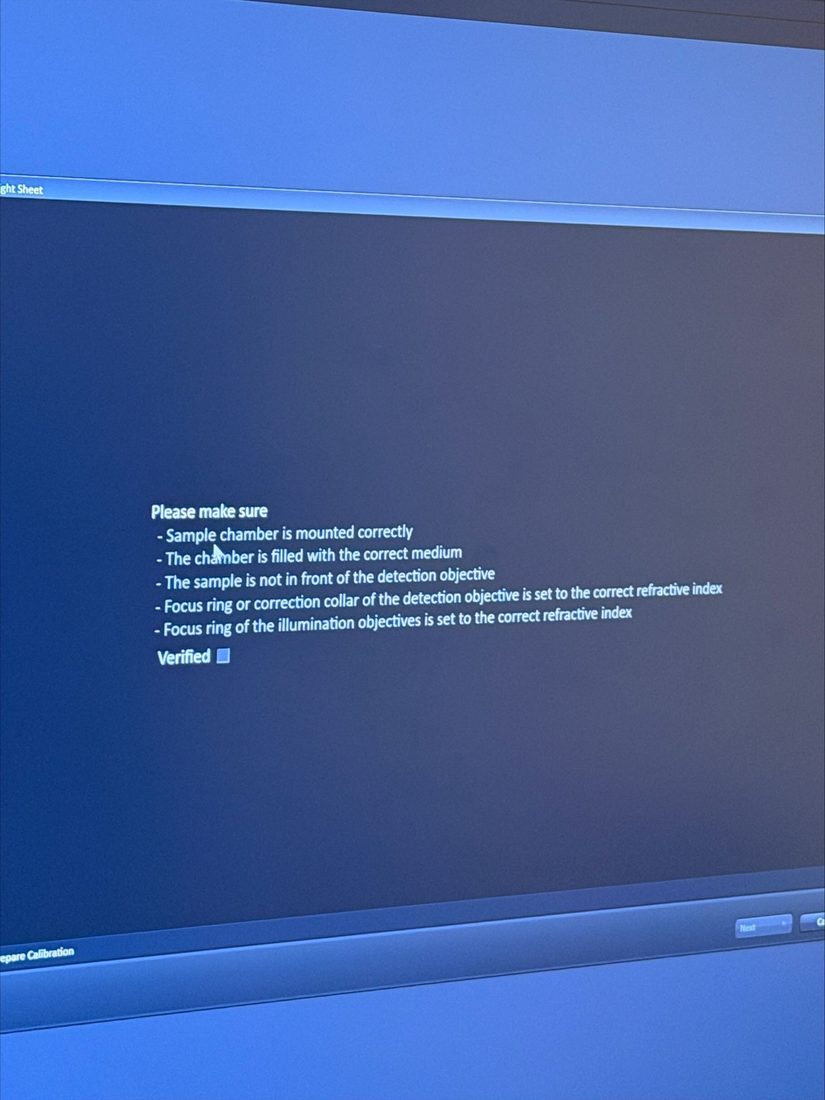 ght Sheet
Please make sure
- Sample chamber is mounted correctly
- The chamber is filled with the correct medium
- The sample is not in front of the detection objective
- Focus ring or correction collar of the detection objective is set to the correct refractive index
- Focus ring of the illumination objectives is set to the correct refractive index
Verified
Next
Ca
epare Calibration